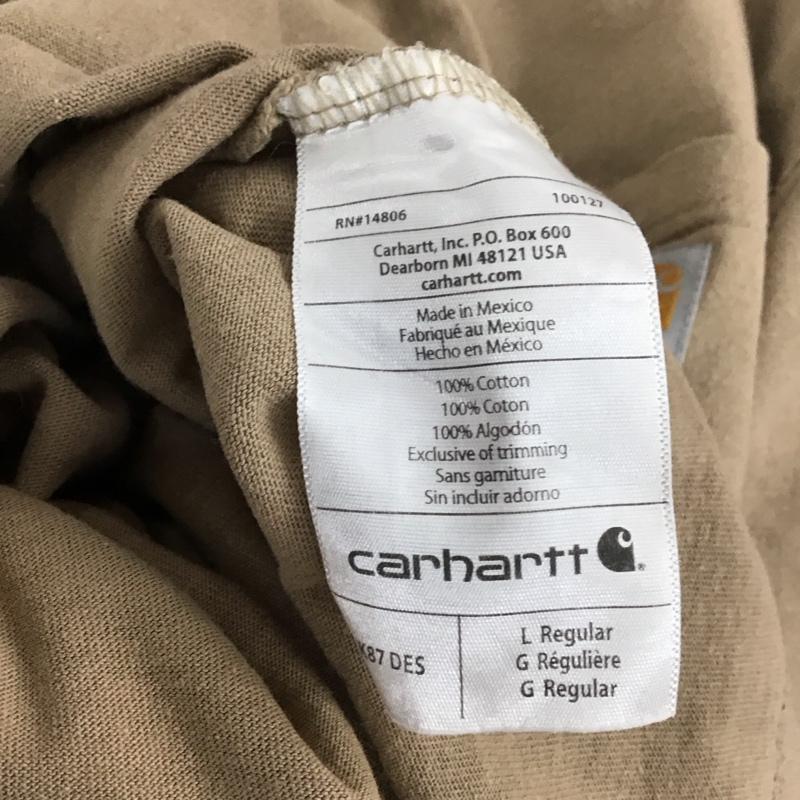 RN#14806 100127
Carhartt, Inc. P.O. Box 600
Dearborn MI 48121 USA
carhartt.com
Made in Mexico
Fabriqué au Mexique
Hecho en México
100% Cotton
100% Coton
100% Algodón
Exclusive of trimming
Sans garniture
Sin incluir adorno
carhartt
K87 DES
L Regular
G Régulière
G Regular